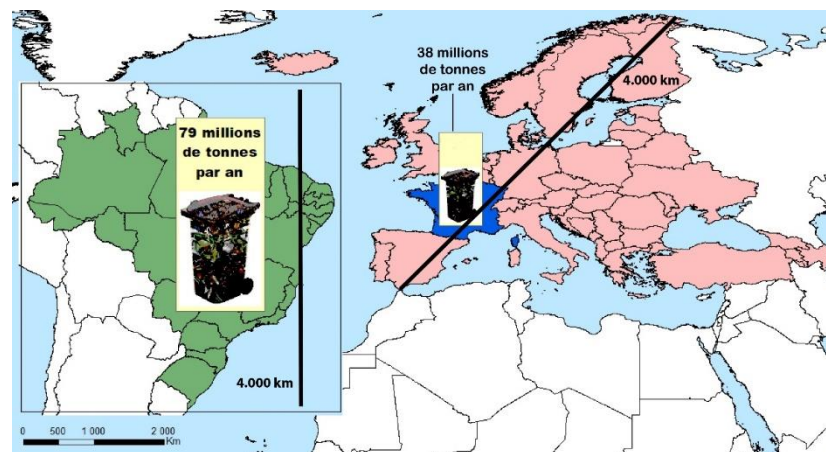 79 millions
de tonnes
par an
4.000 km
0 500 1 000 2 000
Km
38 millions
de tonnes
par an
4.000 km